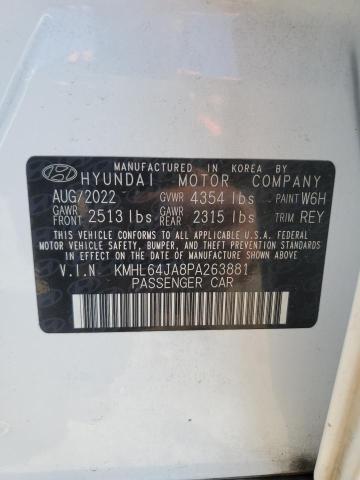 MANUFACTURED IN KOREA BY
HYUNDAI MOTOR COMPANY
AUG/2022 GVWR 4354 lbs PAINT W6H
GAWR FRONT 2513 lbs GAWR REAR 2315 lbs TRIM REY
THIS VEHICLE CONFORMS TO ALL APPLICABLE U.S.A. FEDERAL
MOTOR VEHICLE SAFETY, BUMPER, AND THEFT PREVENTION STANDARDS
IN EFFECT ON THE DATE OF MANUFACTURE SHOWN ABOVE.
V.I.N. KMHL64JA8PA263881
PASSENGER CAR